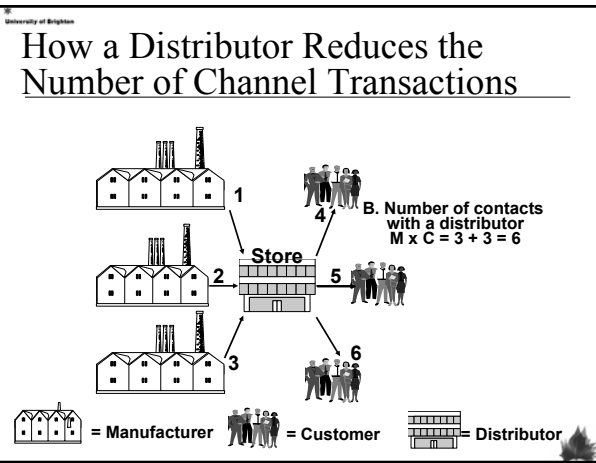 University of Brighton
How a Distributor Reduces the
Number of Channel Transactions
1
4
B. Number of contacts
with a distributor
M x C = 3 + 3 = 6
Store
2
5
3
6
= Manufacturer
= Customer
= Distributor